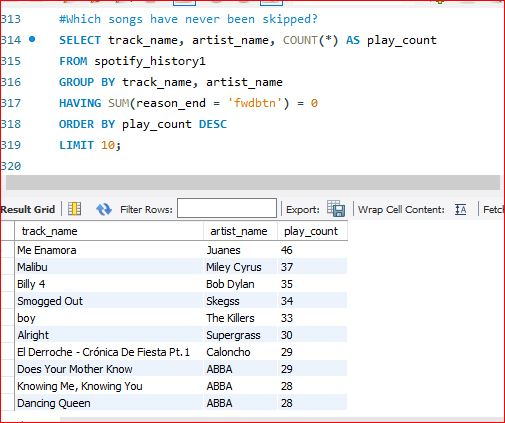 313 #Which songs have never been skipped?
314 SELECT track_name, artist_name, COUNT(*) AS play_count
315 FROM spotify_history1
316 GROUP BY track_name, artist_name
317 HAVING SUM(reason_end = 'fwdbtn') = 0
318 ORDER BY play_count DESC
319 LIMIT 10;
320
Result Grid Filter Rows: Export: Wrap Cell Content: IA Fetc
track_name artist_name play_count
Me Enamora Juanes 46
Malibu Miley Cyrus 37
Billy 4 Bob Dylan 35
Smogged Out Skegss 34
boy The Killers 33
Alright Supergrass 30
El Derroche - Crónica De Fiesta Pt.1 Caloncho 29
Does Your Mother Know ABBA 29
Knowing Me, Knowing You ABBA 28
Dancing Queen ABBA 28